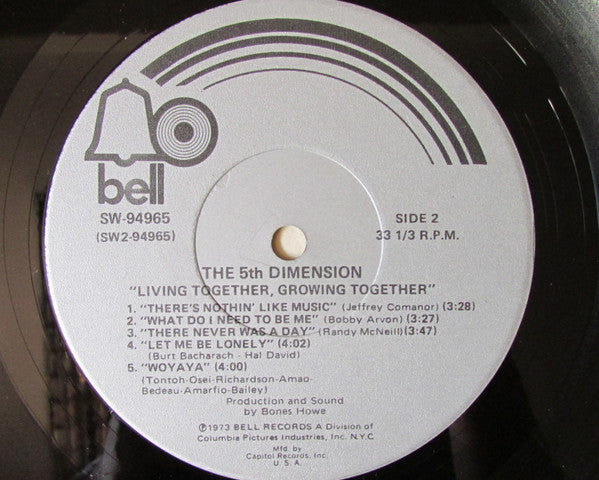 bell
SW-94965
(SW2-94965)
SIDE 2
33 1/3 R.P.M.
THE 5th DIMENSION
"LIVING TOGETHER, GROWING TOGETHER"
1. "THERE'S NOTHIN' LIKE MUSIC" (Jeffrey Comanor) (3:28)
2. "WHAT DO I NEED TO BE ME" (Bobby Arvon) (3:27)
3. "THERE NEVER WAS A DAY" (Randy McNeill) (3:47)
4. "LET ME BE LONELY" (4:02)
(Burt Bacharach - Hal David)
5. "WOYAYA" (4:00)
(Tontoh-Osei-Richardson-Amao-
Bedeau-Amarfio-Bailey)
Production and Sound
by Bones Howe
℗1973 BELL RECORDS A Division of
Columbia Pictures Industries, Inc. N.Y.C.
Mfd. by
Capitol Records, Inc.
U.S.A.